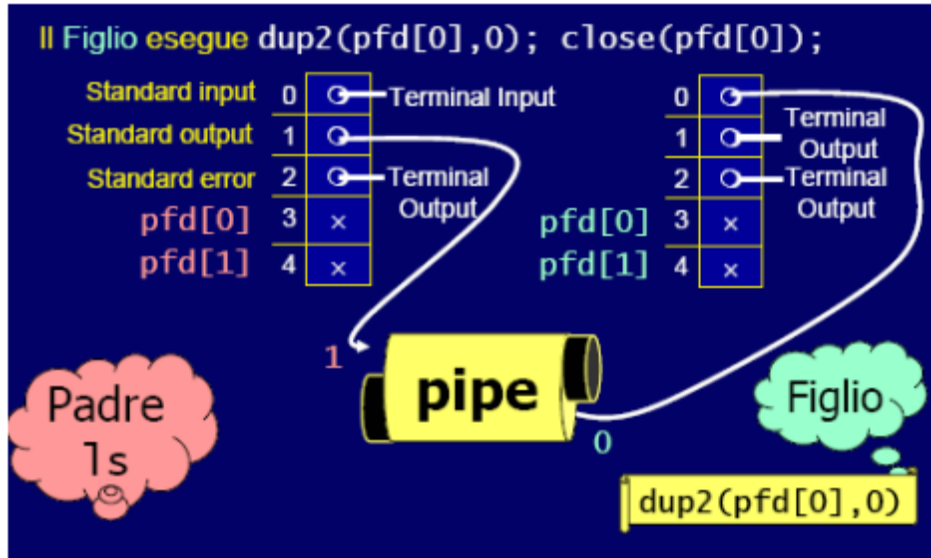 Il Figlio esegue dup2(pfd[0],0); close(pfd[0]);
Standard input 0 Terminal Input
Standard output 1
Standard error 2 Terminal Output
pfd[0] 3 x
pfd[1] 4 x
0
1 Terminal Output
2 Terminal Output
pfd[0] 3 x
pfd[1] 4 x
1
pipe
0
Padre
ls
Figlio
dup2(pfd[0],0)